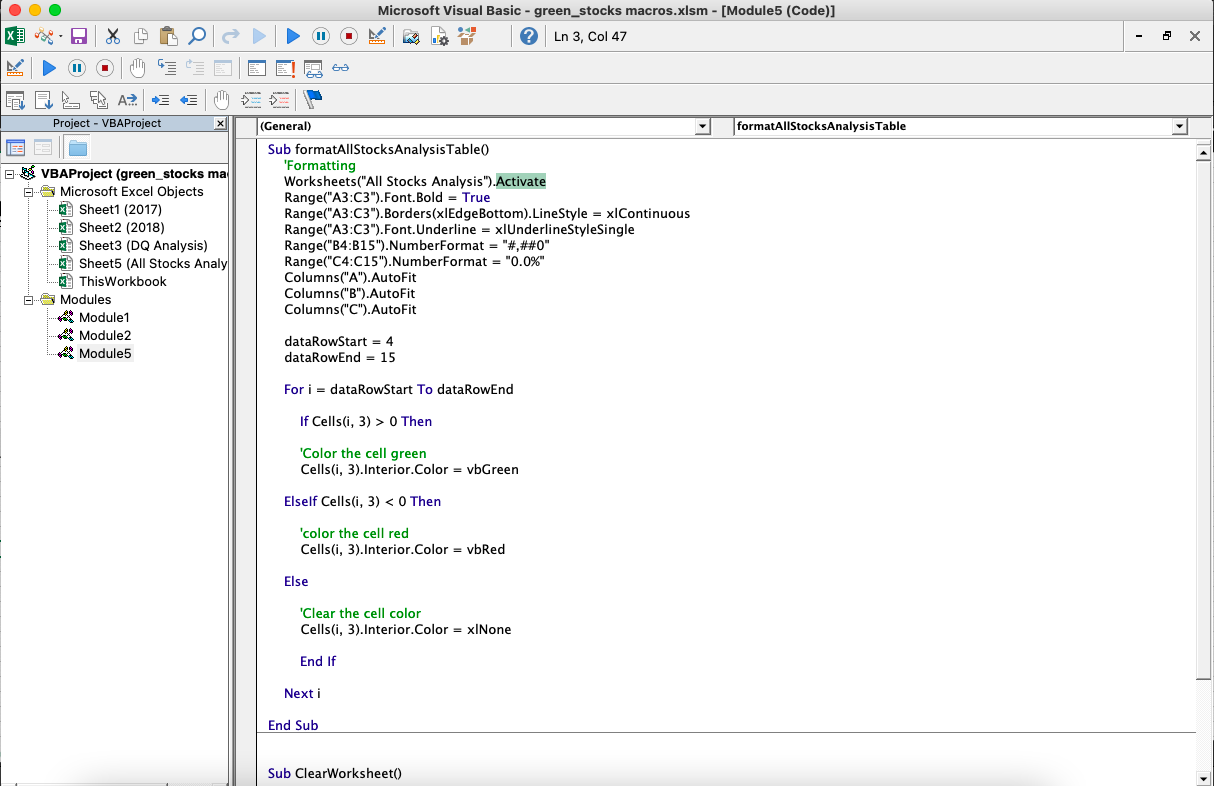 Microsoft Visual Basic - green_stocks macros.xlsm - [Module5 (Code)]
Ln 3, Col 47
Project - VBAProject
(General)
formatAllStocksAnalysisTable
VBAProject (green_stocks ma
Microsoft Excel Objects
Sheet1 (2017)
Sheet2 (2018)
Sheet3 (DQ Analysis)
Sheet5 (All Stocks Analy
ThisWorkbook
Modules
Module1
Module2
Module5
Sub formatAllStocksAnalysisTable()
'Formatting
Worksheets("All Stocks Analysis").Activate
Range("A3:C3").Font.Bold = True
Range("A3:C3").Borders(xlEdgeBottom).LineStyle = xlContinuous
Range("A3:C3").Font.Underline = xlUnderlineStyleSingle
Range("B4:B15").NumberFormat = "#,##0"
Range("C4:C15").NumberFormat = "0.0%"
Columns("A").AutoFit
Columns("B").AutoFit
Columns("C").AutoFit
dataRowStart = 4
dataRowEnd = 15
For i = dataRowStart To dataRowEnd
If Cells(i, 3) > 0 Then
'Color the cell green
Cells(i, 3).Interior.Color = vbGreen
ElseIf Cells(i, 3) < 0 Then
'color the cell red
Cells(i, 3).Interior.Color = vbRed
Else
'Clear the cell color
Cells(i, 3).Interior.Color = xlNone
End If
Next i
End Sub
Sub ClearWorksheet()